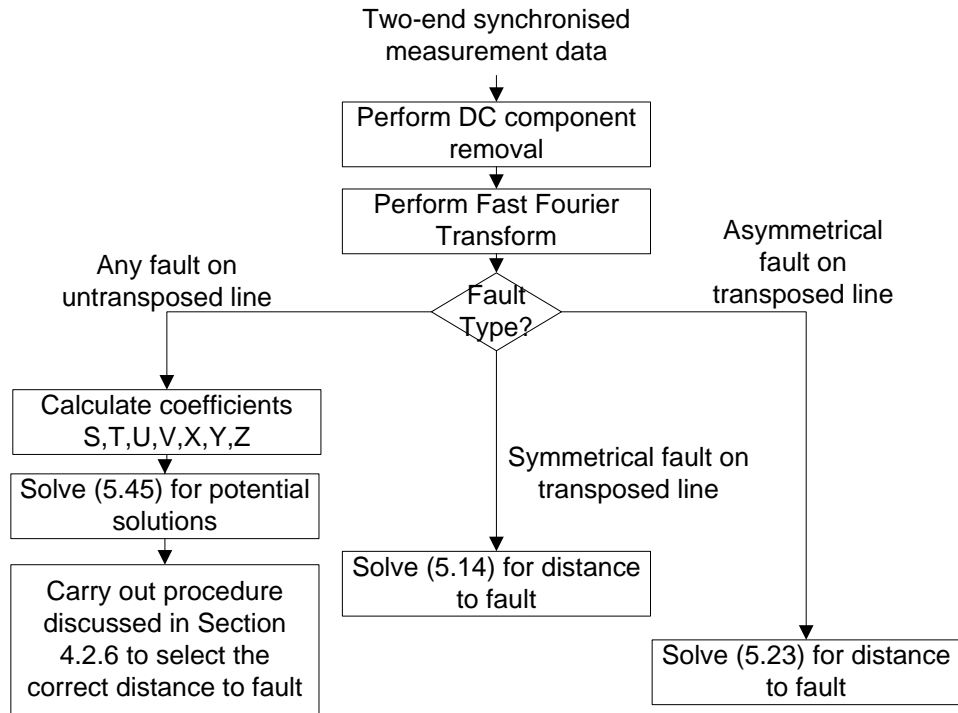 Two-end synchronised
measurement data
Perform DC component
removal
Perform Fast Fourier
Transform
Any fault on
untransposed line
Asymmetrical
fault on
transposed line
Fault
Type?
Calculate coefficients
S,T,U,V,X,Y,Z
Symmetrical fault on
transposed line
Solve (5.45) for potential
solutions
Carry out procedure
discussed in Section
4.2.6 to select the
correct distance to fault
Solve (5.14) for distance
to fault
Solve (5.23) for distance
to fault